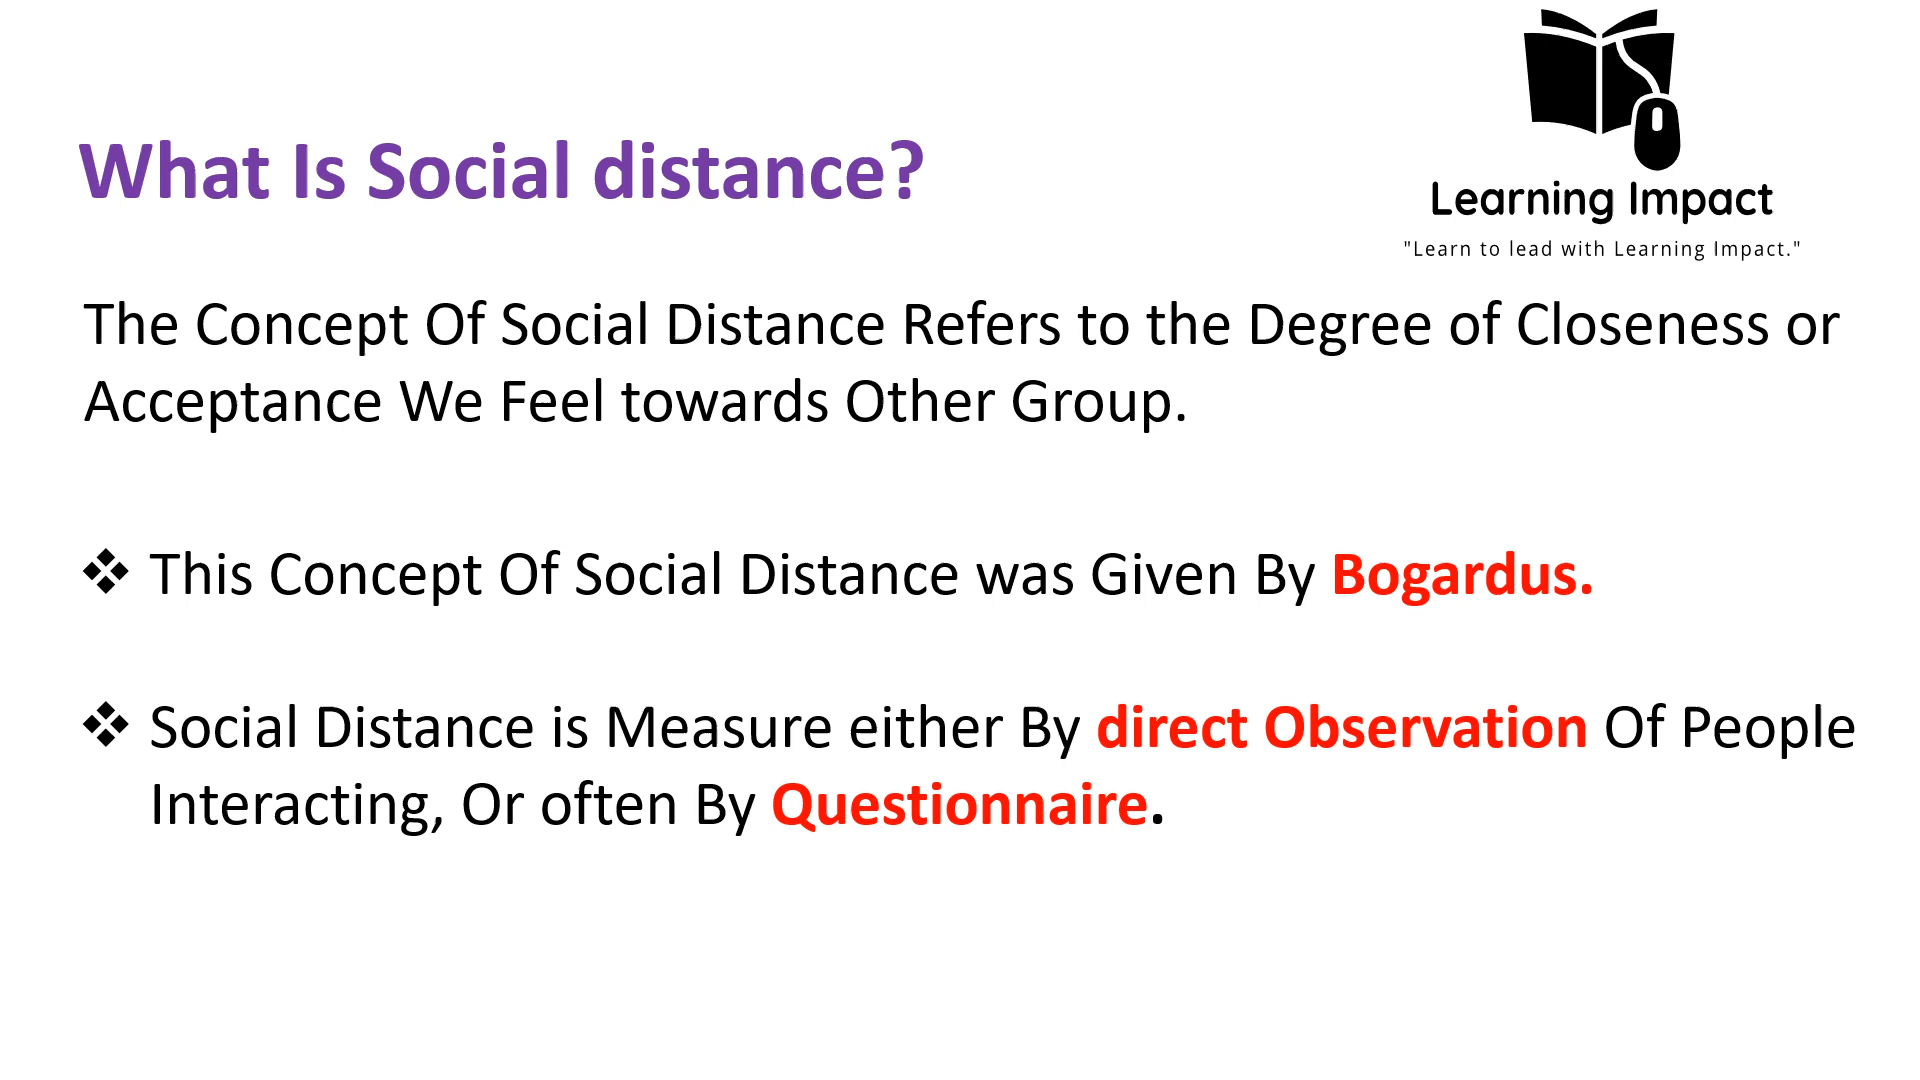 Learning Impact
"Learn to lead with Learning Impact."
What Is Social distance?
The Concept Of Social Distance Refers to the Degree of Closeness or
Acceptance We Feel towards Other Group.
❖ This Concept Of Social Distance was Given By Bogardus.
❖ Social Distance is Measure either By direct Observation Of People
Interacting, Or often By Questionnaire.